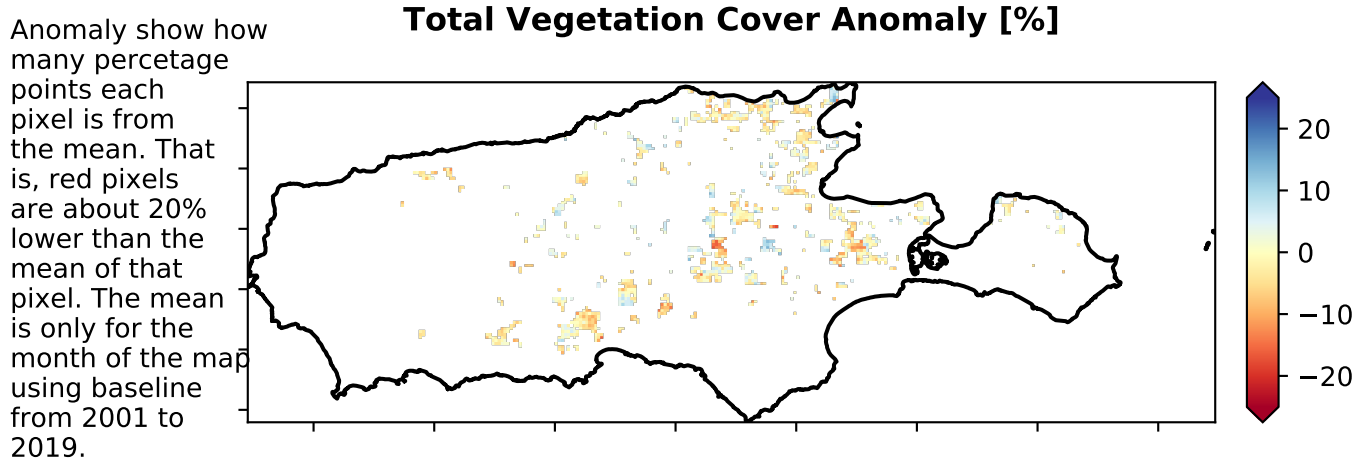 Total Vegetation Cover Anomaly [%]
Anomaly show how
many percetage
points each
pixel is from
the mean. That
is, red pixels
are about 20%
lower than the
mean of that
pixel. The mean
is only for the
month of the map
using baseline
from 2001 to
2019.
20
10
0
−10
−20